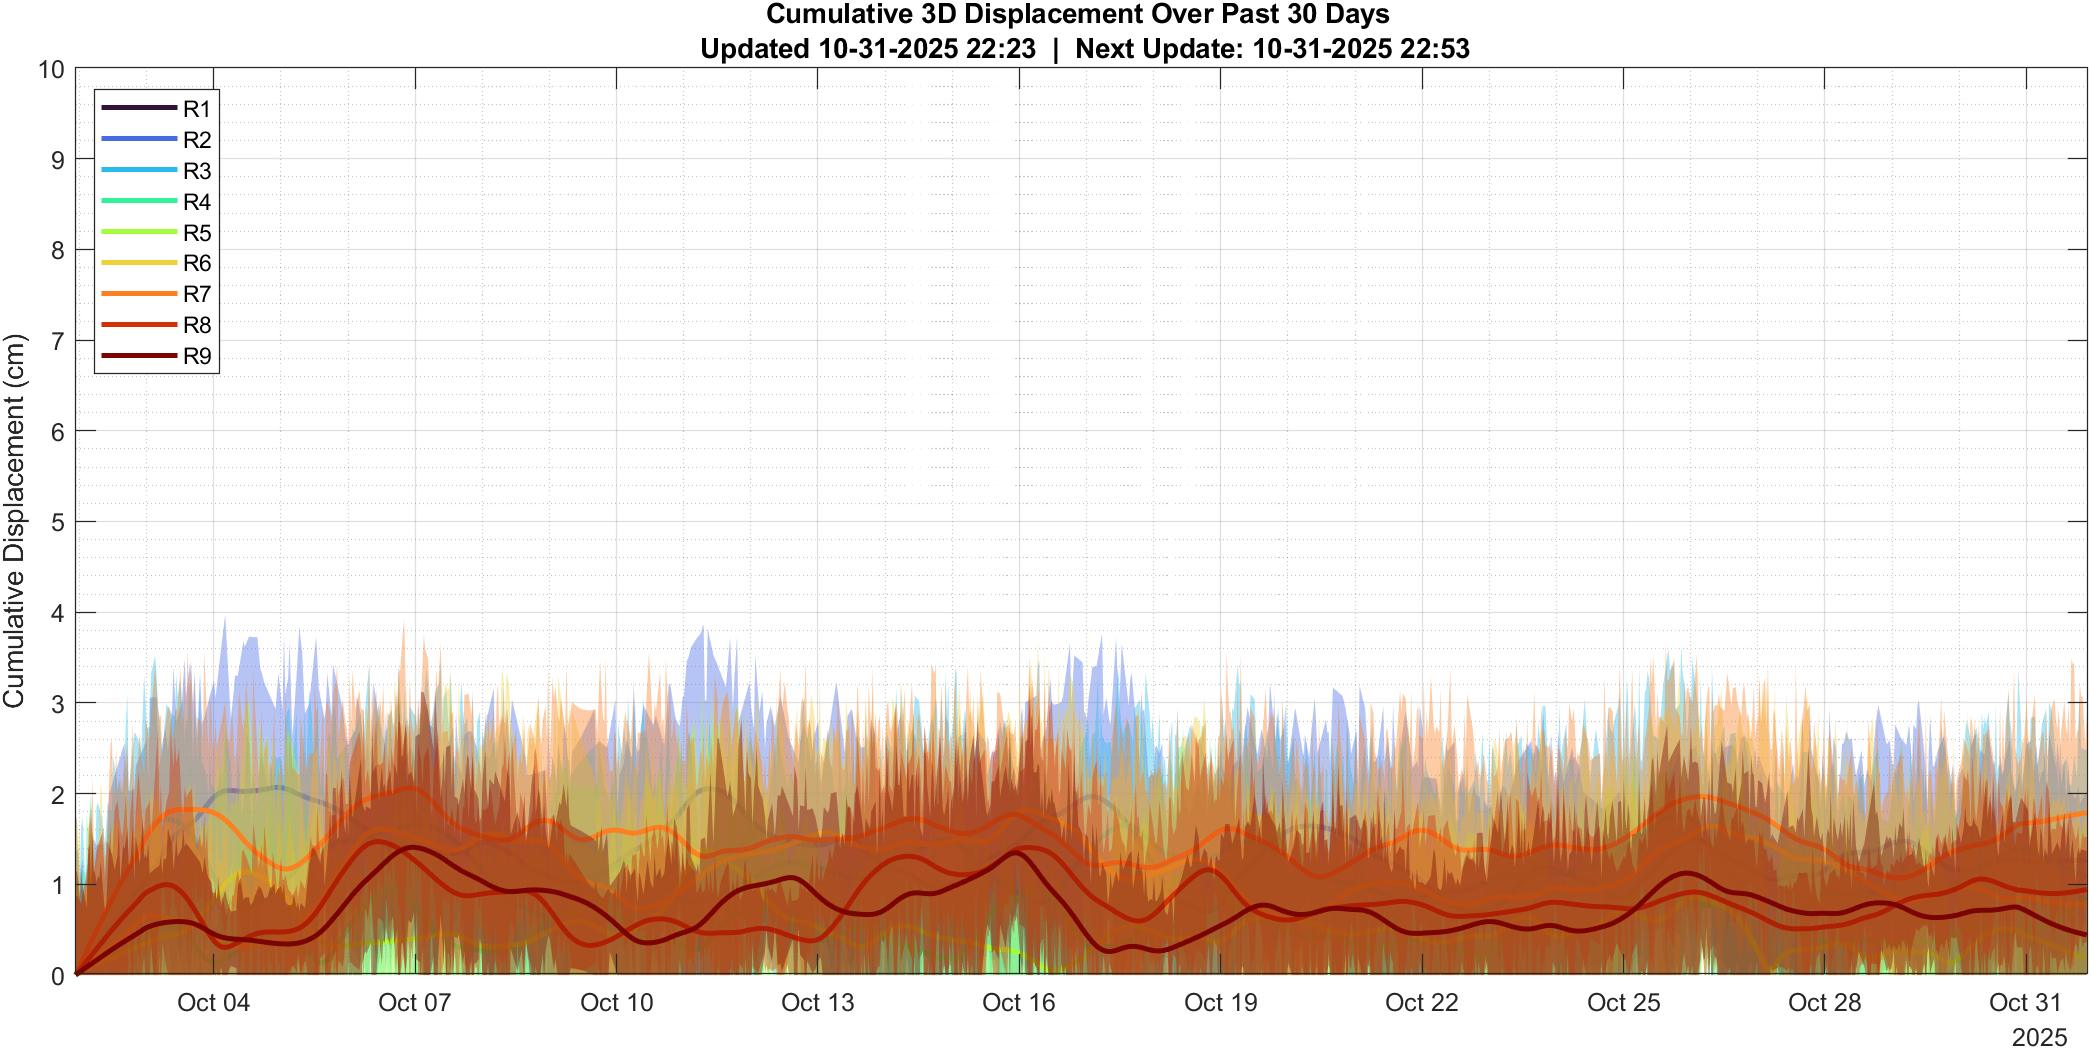 Cumulative 3D Displacement Over Past 30 Days
Updated 10-31-2025 22:23 | Next Update: 10-31-2025 22:53
Cumulative Displacement (cm)
10
9
8
7
6
5
4
3
2
1
0
R1
R2
R3
R4
R5
R6
R7
R8
R9
Oct 04 Oct 07 Oct 10 Oct 13 Oct 16 Oct 19 Oct 22 Oct 25 Oct 28 Oct 31
2025